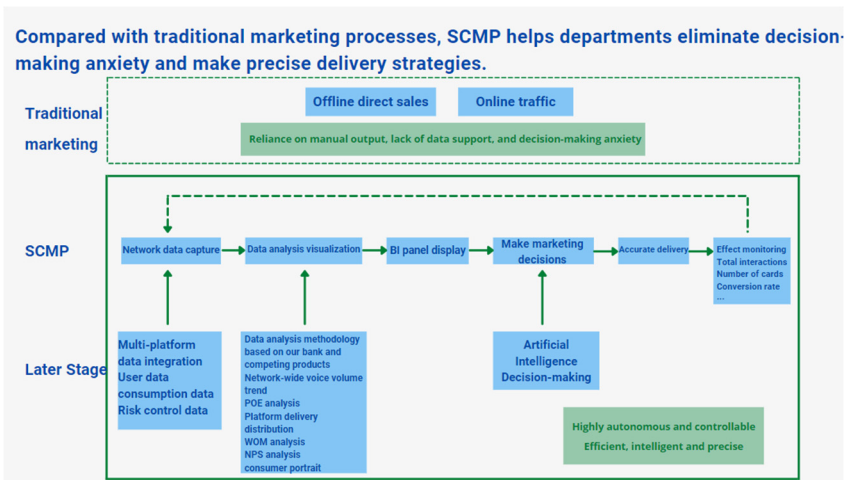 Compared with traditional marketing processes, SCMP helps departments eliminate decision-
making anxiety and make precise delivery strategies.
Traditional
marketing
Offline direct sales
Online traffic
Reliance on manual output, lack of data support, and decision-making anxiety
SCMP
Network data capture
Data analysis visualization
BI panel display
Make marketing
decisions
Accurate delivery
Effect monitoring
Total interactions
Number of cards
Conversion rate
...
Later Stage
Multi-platform
data integration
User data
consumption data
Risk control data
Data analysis methodology
based on our bank and
competing products
Network-wide voice volume
trend
POE analysis
Platform delivery
distribution
WOM analysis
NPS analysis
consumer portrait
Artificial
Intelligence
Decision-making
Highly autonomous and controllable
Efficient, intelligent and precise